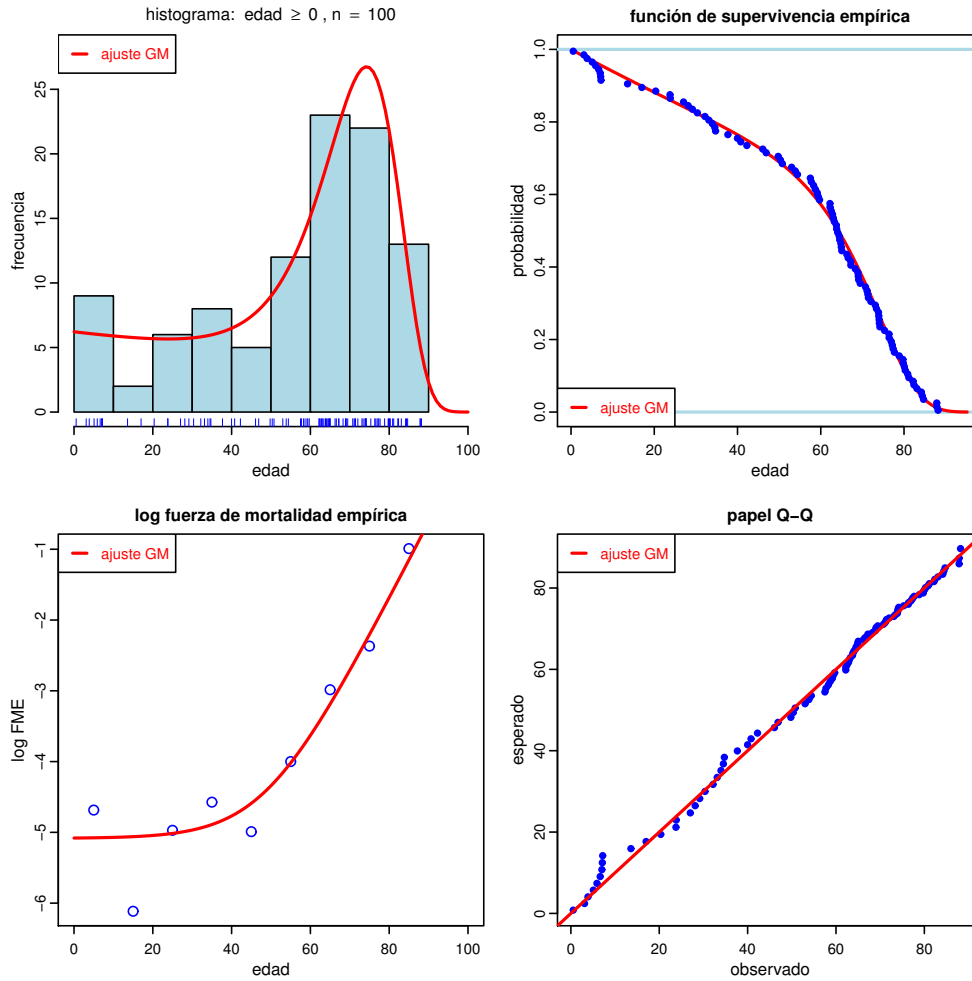 histograma: edad ≥ 0 , n = 100
ajuste GM
frecuencia
0 5 10 15 20 25
0 20 40 60 80 100
edad
función de supervivencia empírica
ajuste GM
probabilidad
0.0 0.2 0.4 0.6 0.8 1.0
0 20 40 60 80
edad
log fuerza de mortalidad empírica
ajuste GM
log FME
−6 −5 −4 −3 −2 −1
0 20 40 60 80 100
edad
papel Q−Q
ajuste GM
esperado
0 20 40 60 80
0 20 40 60 80
observado